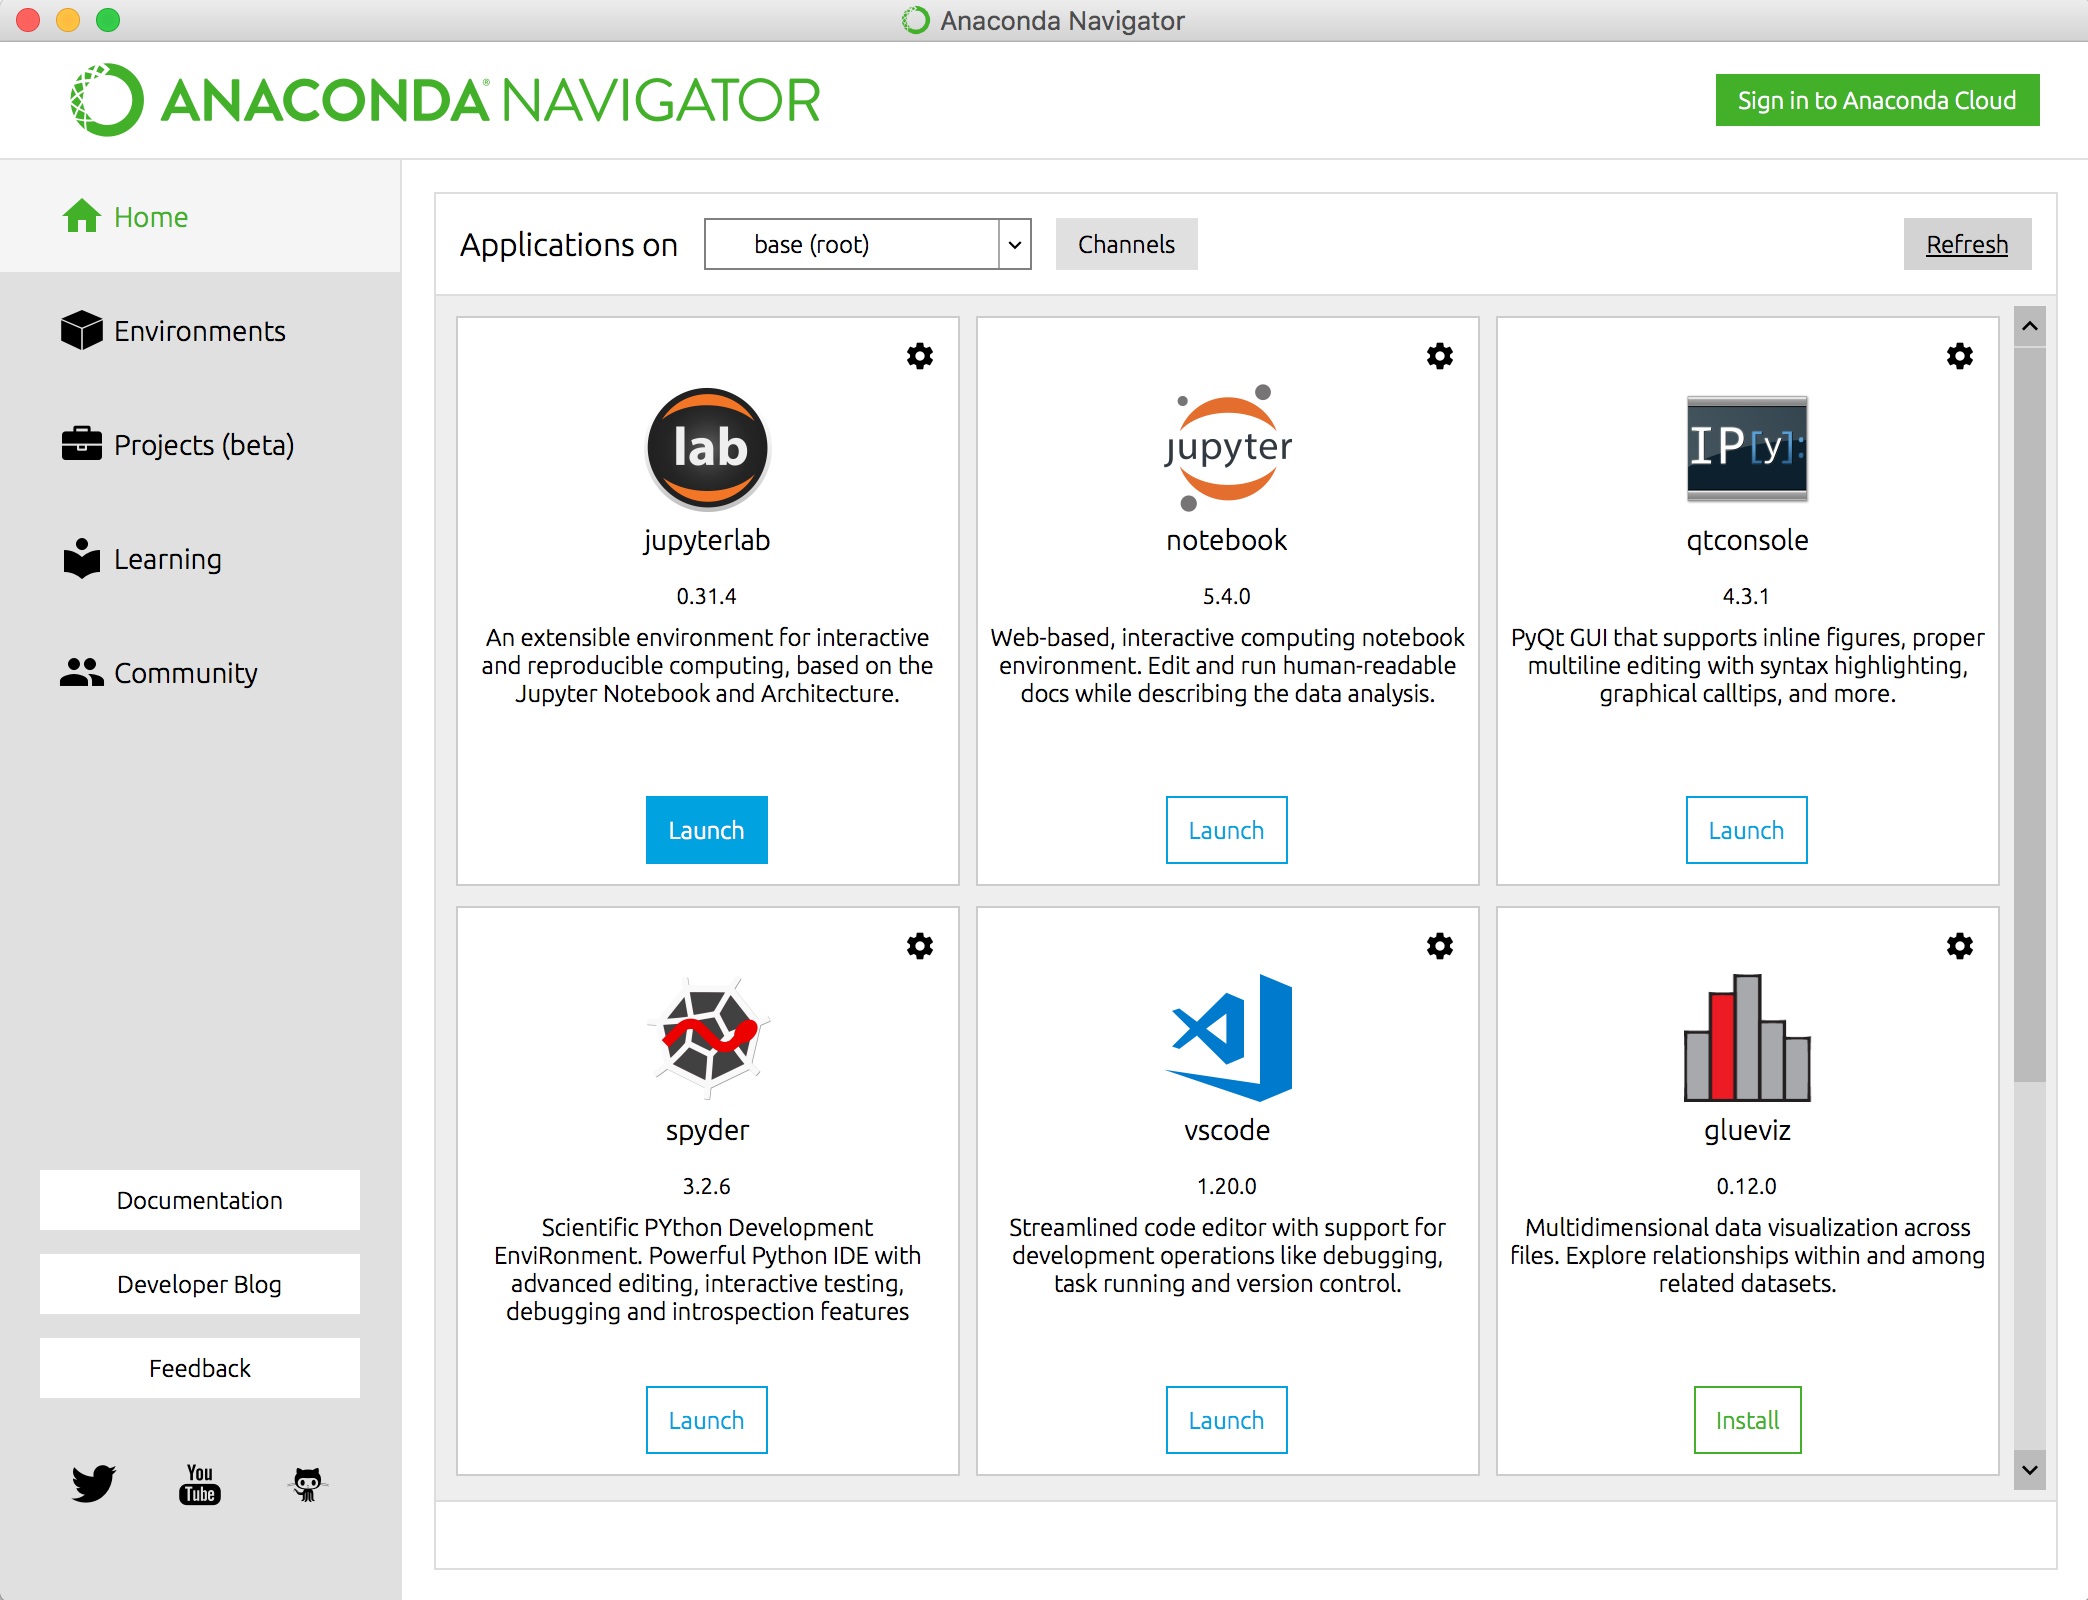 Anaconda Navigator
ANACONDA® NAVIGATOR
Sign in to Anaconda Cloud
Home
Environments
Projects (beta)
Learning
Community
Documentation
Developer Blog
Feedback
You
Tube
Applications on
base (root)
Channels
Refresh
lab
jupyterlab
0.31.4
An extensible environment for interactive
and reproducible computing, based on the
Jupyter Notebook and Architecture.
Launch
jupyter
notebook
5.4.0
Web-based, interactive computing notebook
environment. Edit and run human-readable
docs while describing the data analysis.
Launch
IP[y]:
qtconsole
4.3.1
PyQt GUI that supports inline figures, proper
multiline editing with syntax highlighting,
graphical calltips, and more.
Launch
spyder
3.2.6
Scientific PYthon Development
EnviRonment. Powerful Python IDE with
advanced editing, interactive testing,
debugging and introspection features
Launch
vscode
1.20.0
Streamlined code editor with support for
development operations like debugging,
task running and version control.
Launch
glueviz
0.12.0
Multidimensional data visualization across
files. Explore relationships within and among
related datasets.
Install